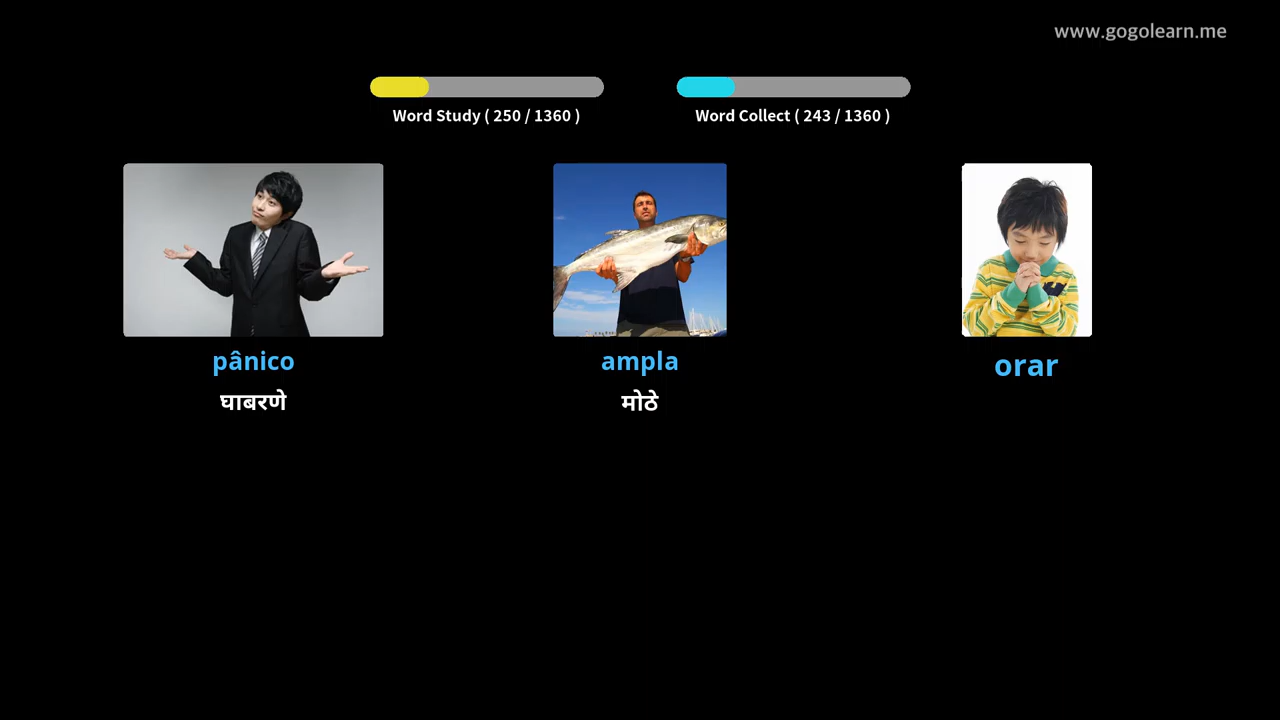 www.gogolearn.me
Word Study ( 250 / 1360 )
Word Collect ( 243 / 1360 )
pânico
घाबरणे
ampla
मोठे
orar